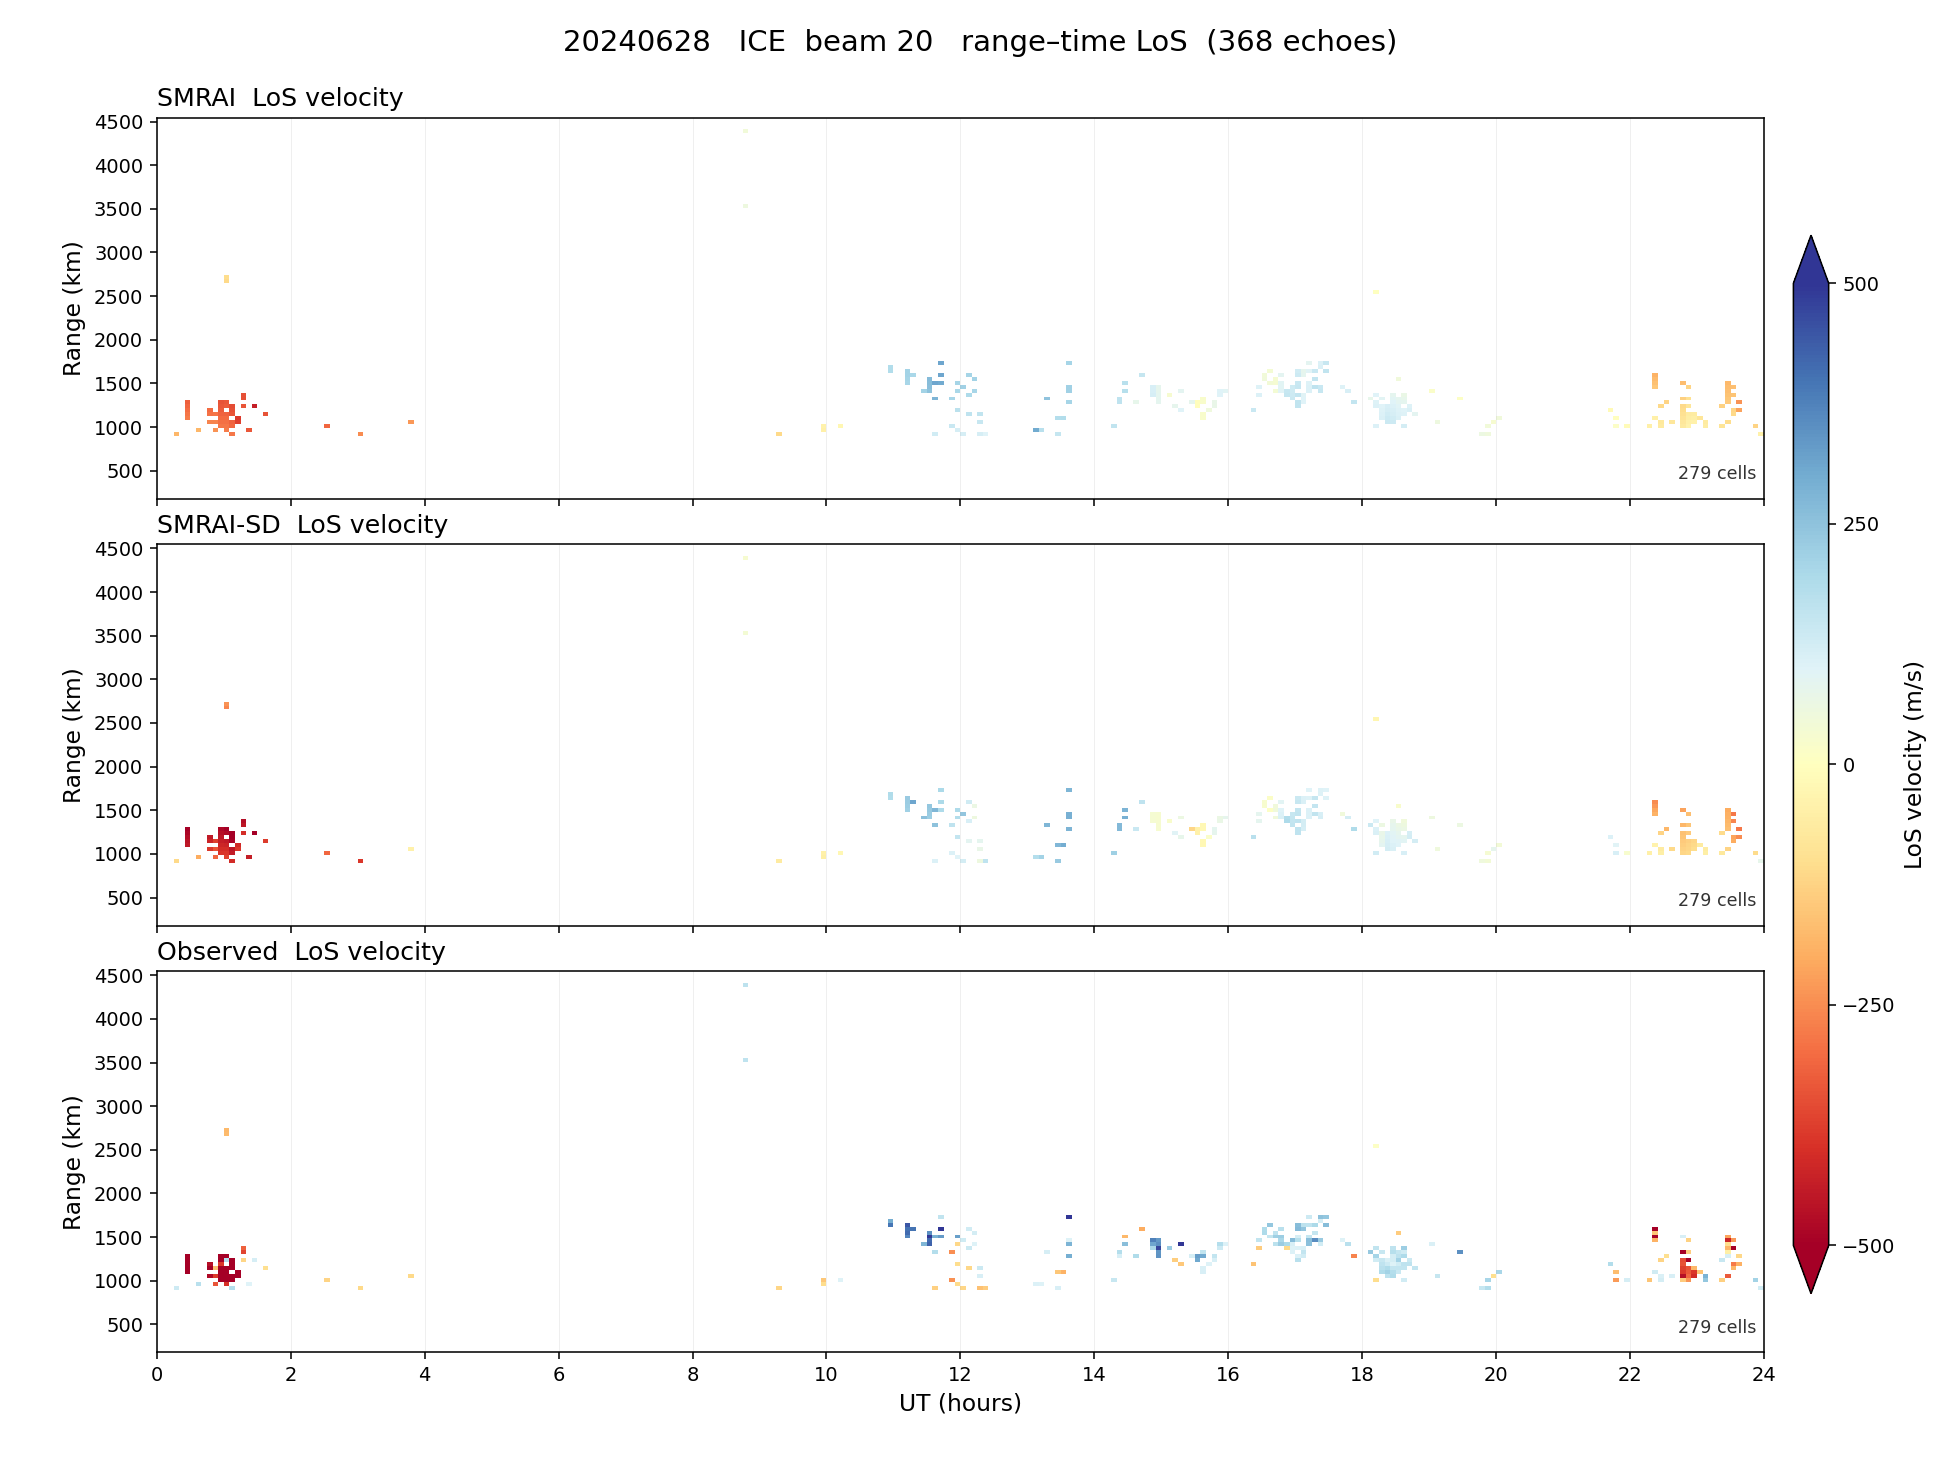 20240628 ICE beam 20 range–time LoS (368 echoes)
SMRAI LoS velocity
4500
4000
3500
3000
2500
2000
1500
1000
500
Range (km)
279 cells
SMRAI-SD LoS velocity
4500
4000
3500
3000
2500
2000
1500
1000
500
Range (km)
279 cells
Observed LoS velocity
4500
4000
3500
3000
2500
2000
1500
1000
500
Range (km)
279 cells
0 2 4 6 8 10 12 14 16 18 20 22 24
UT (hours)
500
250
0
−250
−500
LoS velocity (m/s)